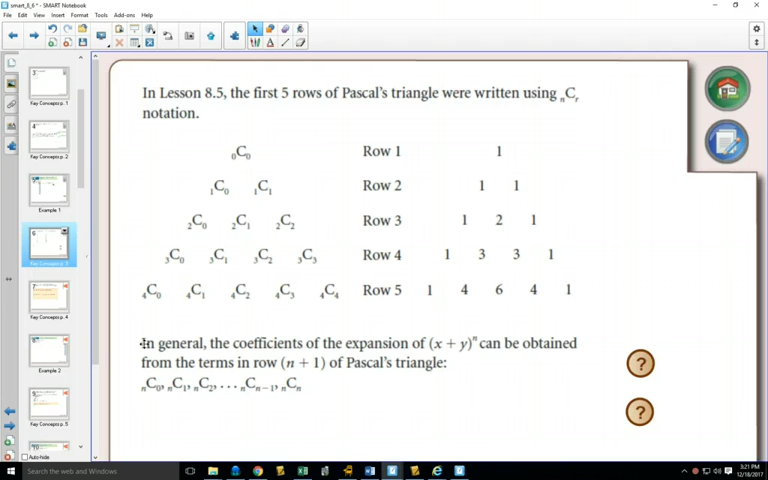 smart_8_6 * - SMART Notebook
File Edit View Insert Format Tools Add-ons Help
Key Concepts p. 1
Key Concepts p. 2
Example 1
Key Concepts p. 3
Key Concepts p. 4
Example 2
Key Concepts p. 5
Auto-hide
In Lesson 8.5, the first 5 rows of Pascal's triangle were written using nCr
notation.
0C0 Row 1 1
1C0 1C1 Row 2 1 1
2C0 2C1 2C2 Row 3 1 2 1
3C0 3C1 3C2 3C3 Row 4 1 3 3 1
4C0 4C1 4C2 4C3 4C4 Row 5 1 4 6 4 1
In general, the coefficients of the expansion of (x + y)ⁿ can be obtained
from the terms in row (n + 1) of Pascal's triangle:
nC0, nC1, nC2, . . . nCn−1, nCn
?
?
Search the web and Windows
3:21 PM
12/18/2017